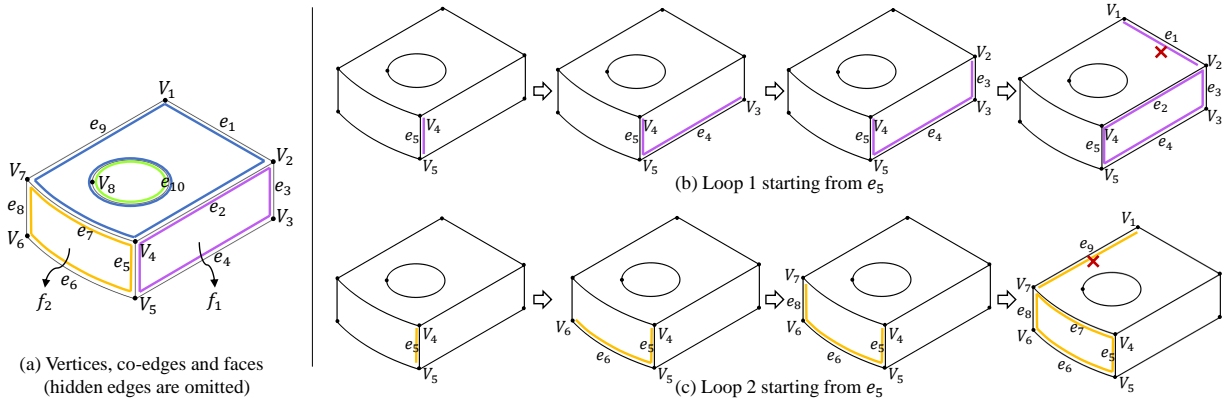 V₁
e₉
e₁
V₇
V₂
V₈
e₁₀
e₃
e₈
e₂
V₃
e₇
V₆
V₄
e₅
e₄
e₆
f₂
V₅
f₁
(a) Vertices, co-edges and faces
(hidden edges are omitted)
V₄
e₅
V₅
V₃
V₄
e₅
e₄
V₅
V₂
e₃
V₃
V₄
e₅
e₄
V₅
V₁
e₁
V₂
e₃
e₂
V₃
V₄
e₅
e₄
V₅
(b) Loop 1 starting from e₅
V₄
e₅
V₅
V₆
V₄
e₅
e₆
V₅
V₇
e₈
V₆
V₄
e₅
e₆
V₅
V₁
e₉
V₇
e₈
e₇
V₆
V₄
e₅
e₆
V₅
(c) Loop 2 starting from e₅